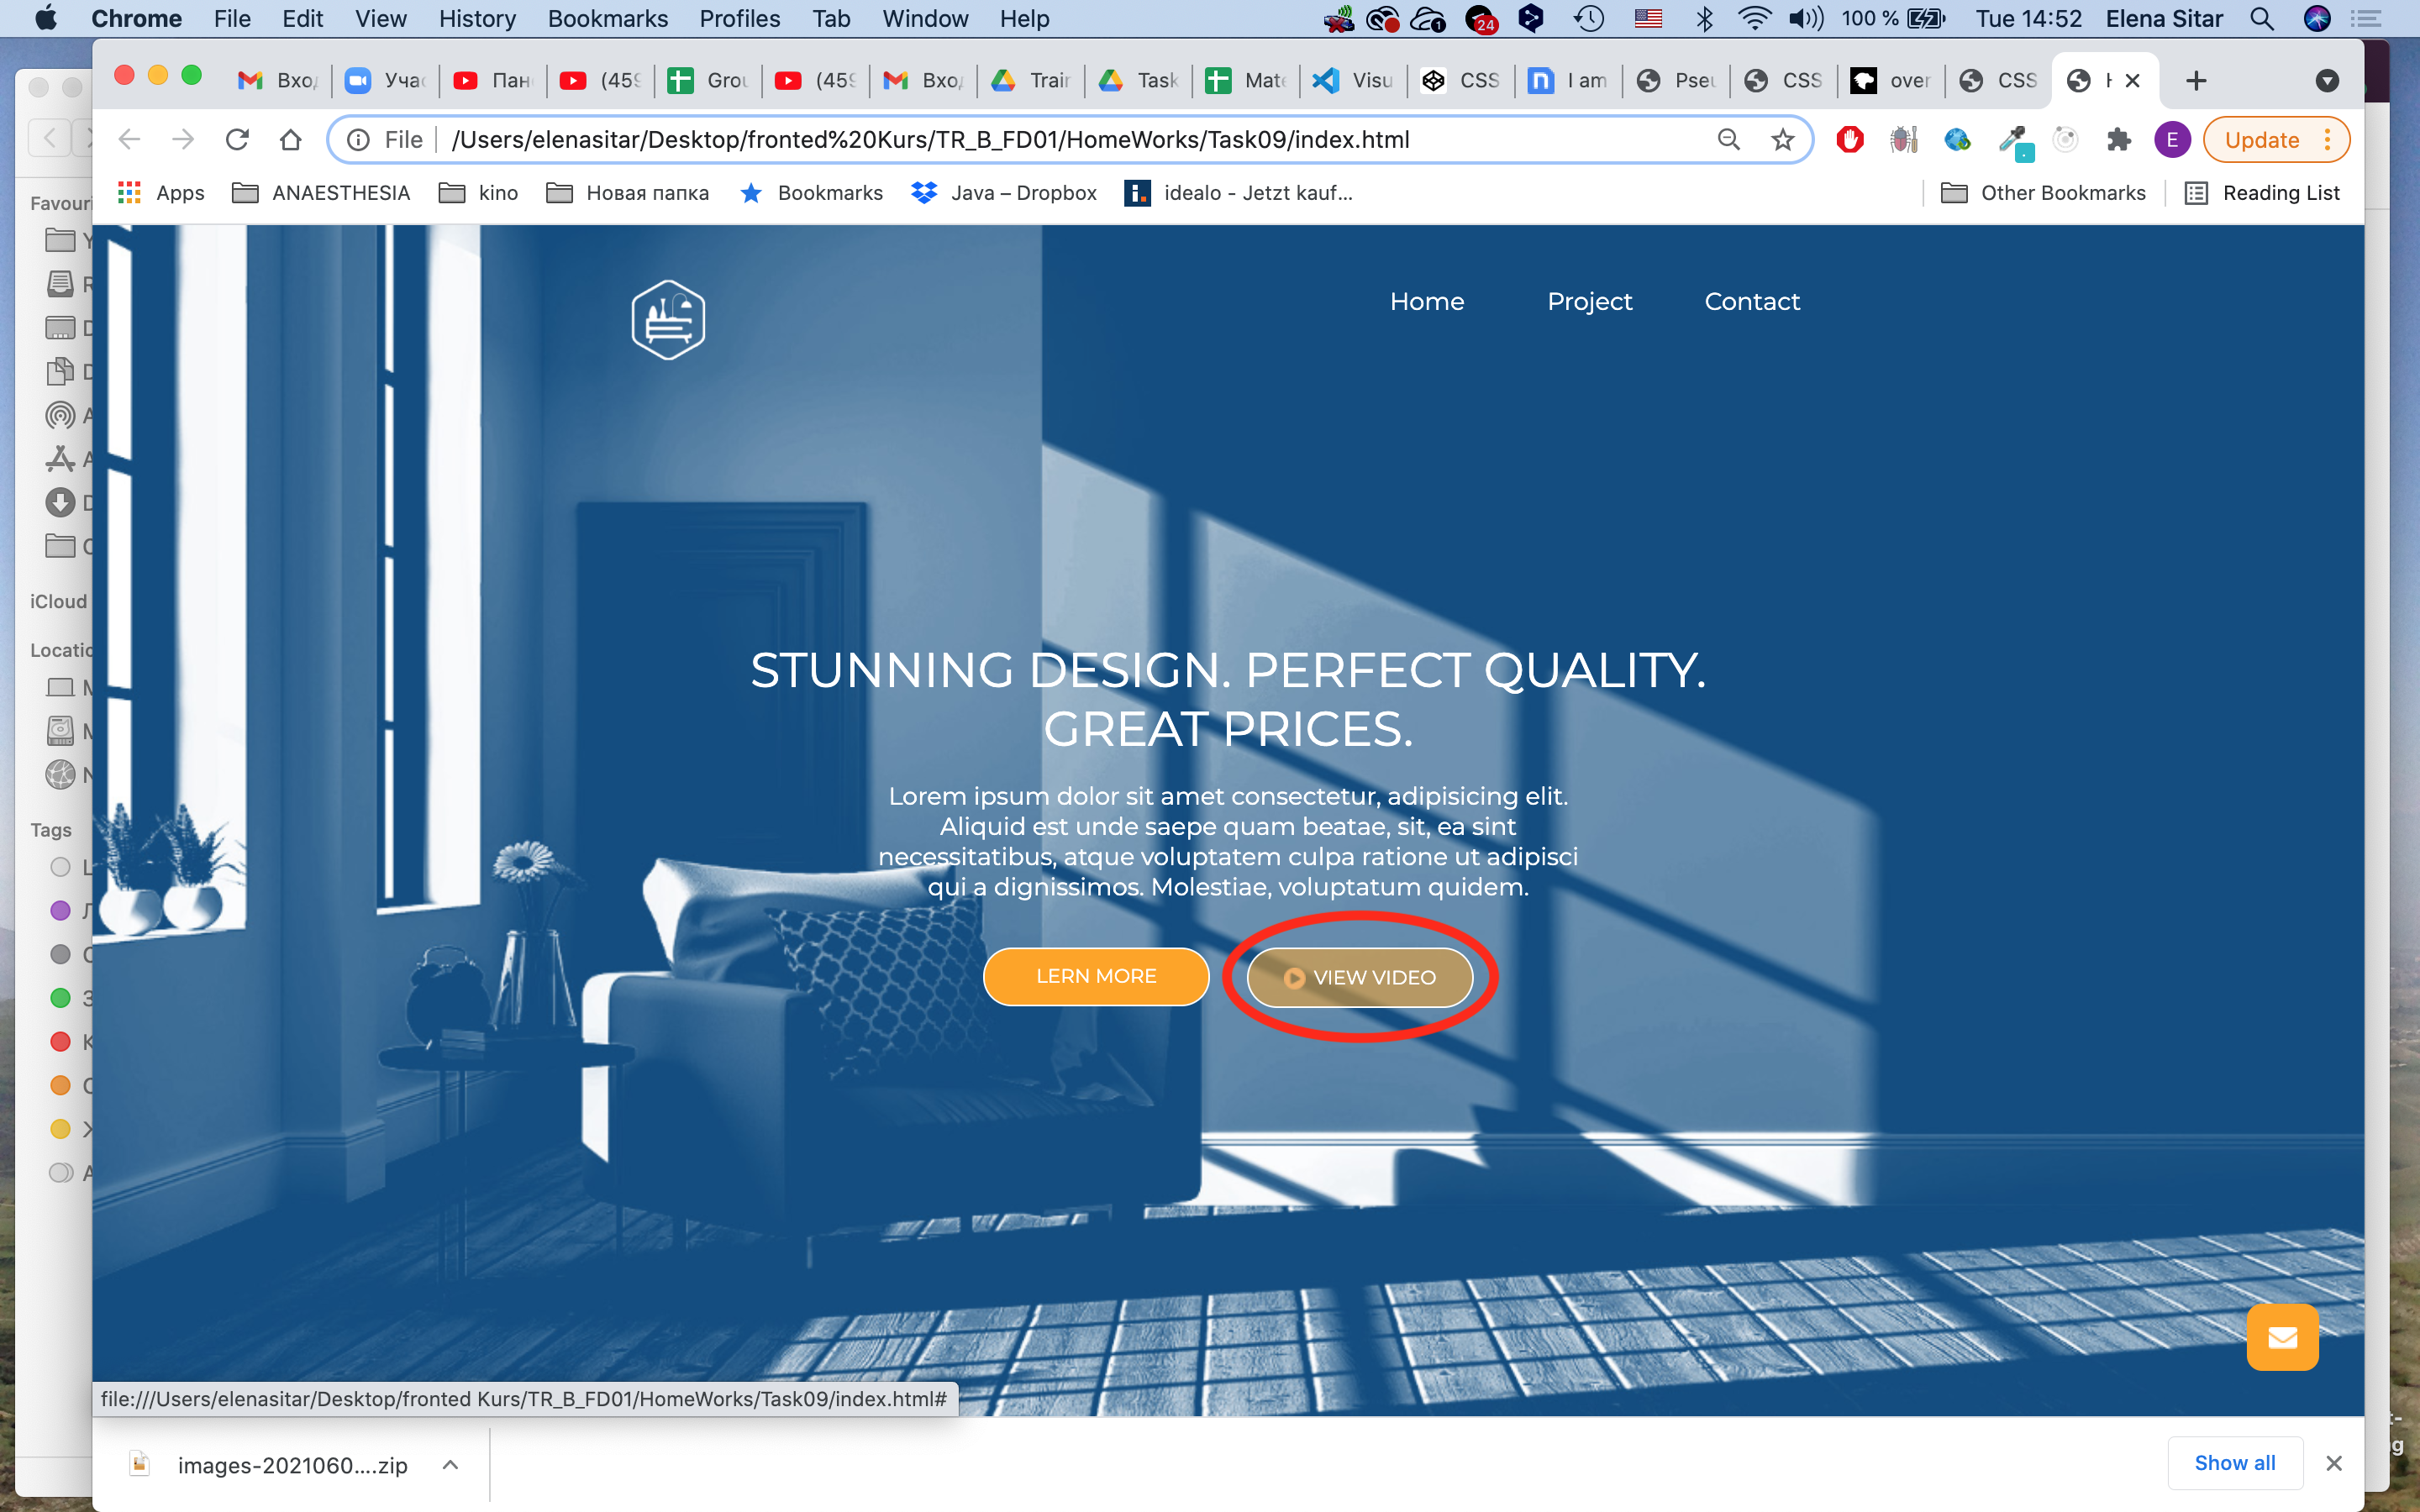 Chrome File Edit View History Bookmarks Profiles Tab Window Help 1 24 100 % Tue 14:52 Elena Sitar
Вхо Учас Пан (459 Grou (459 Вхо Train Task Mate Visu CSS I am Pseu CSS over CSS
File /Users/elenasitar/Desktop/fronted%20Kurs/TR_B_FD01/HomeWorks/Task09/index.html E Update
Apps ANAESTHESIA kino Новая папка Bookmarks Java – Dropbox idealo - Jetzt kauf... Other Bookmarks Reading List
Favouri
iCloud
Locatio
Tags
Home Project Contact
STUNNING DESIGN. PERFECT QUALITY.
GREAT PRICES.
Lorem ipsum dolor sit amet consectetur, adipisicing elit.
Aliquid est unde saepe quam beatae, sit, ea sint
necessitatibus, atque voluptatem culpa ratione ut adipisci
qui a dignissimos. Molestiae, voluptatum quidem.
LERN MORE VIEW VIDEO
file:///Users/elenasitar/Desktop/fronted Kurs/TR_B_FD01/HomeWorks/Task09/index.html#
images-2021060....zip Show all